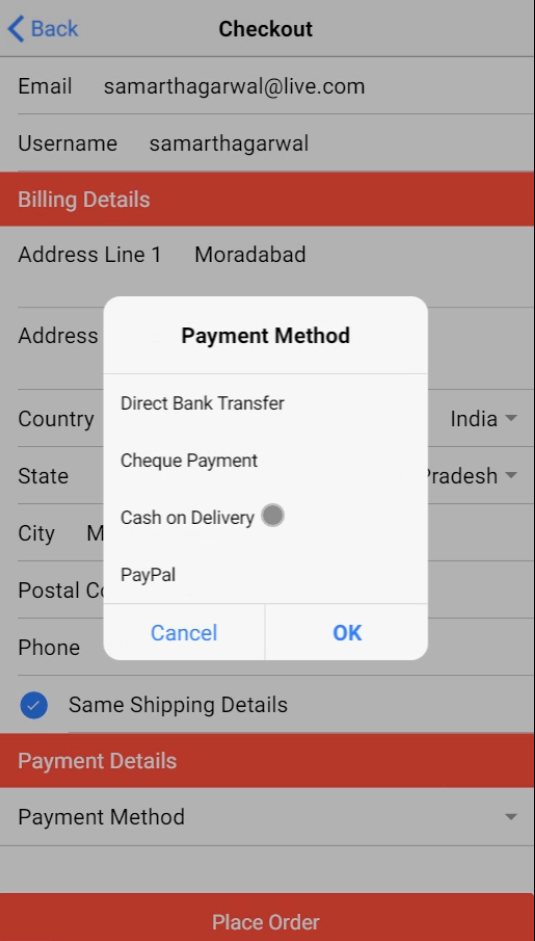 Back Checkout
Email samarthagarwal@live.com
Username samarthagarwal
Billing Details
Address Line 1 Moradabad
Address
Country India
State Pradesh
City
Postal
Phone
Payment Method
Direct Bank Transfer
Cheque Payment
Cash on Delivery
PayPal
Cancel OK
Same Shipping Details
Payment Details
Payment Method
Place Order